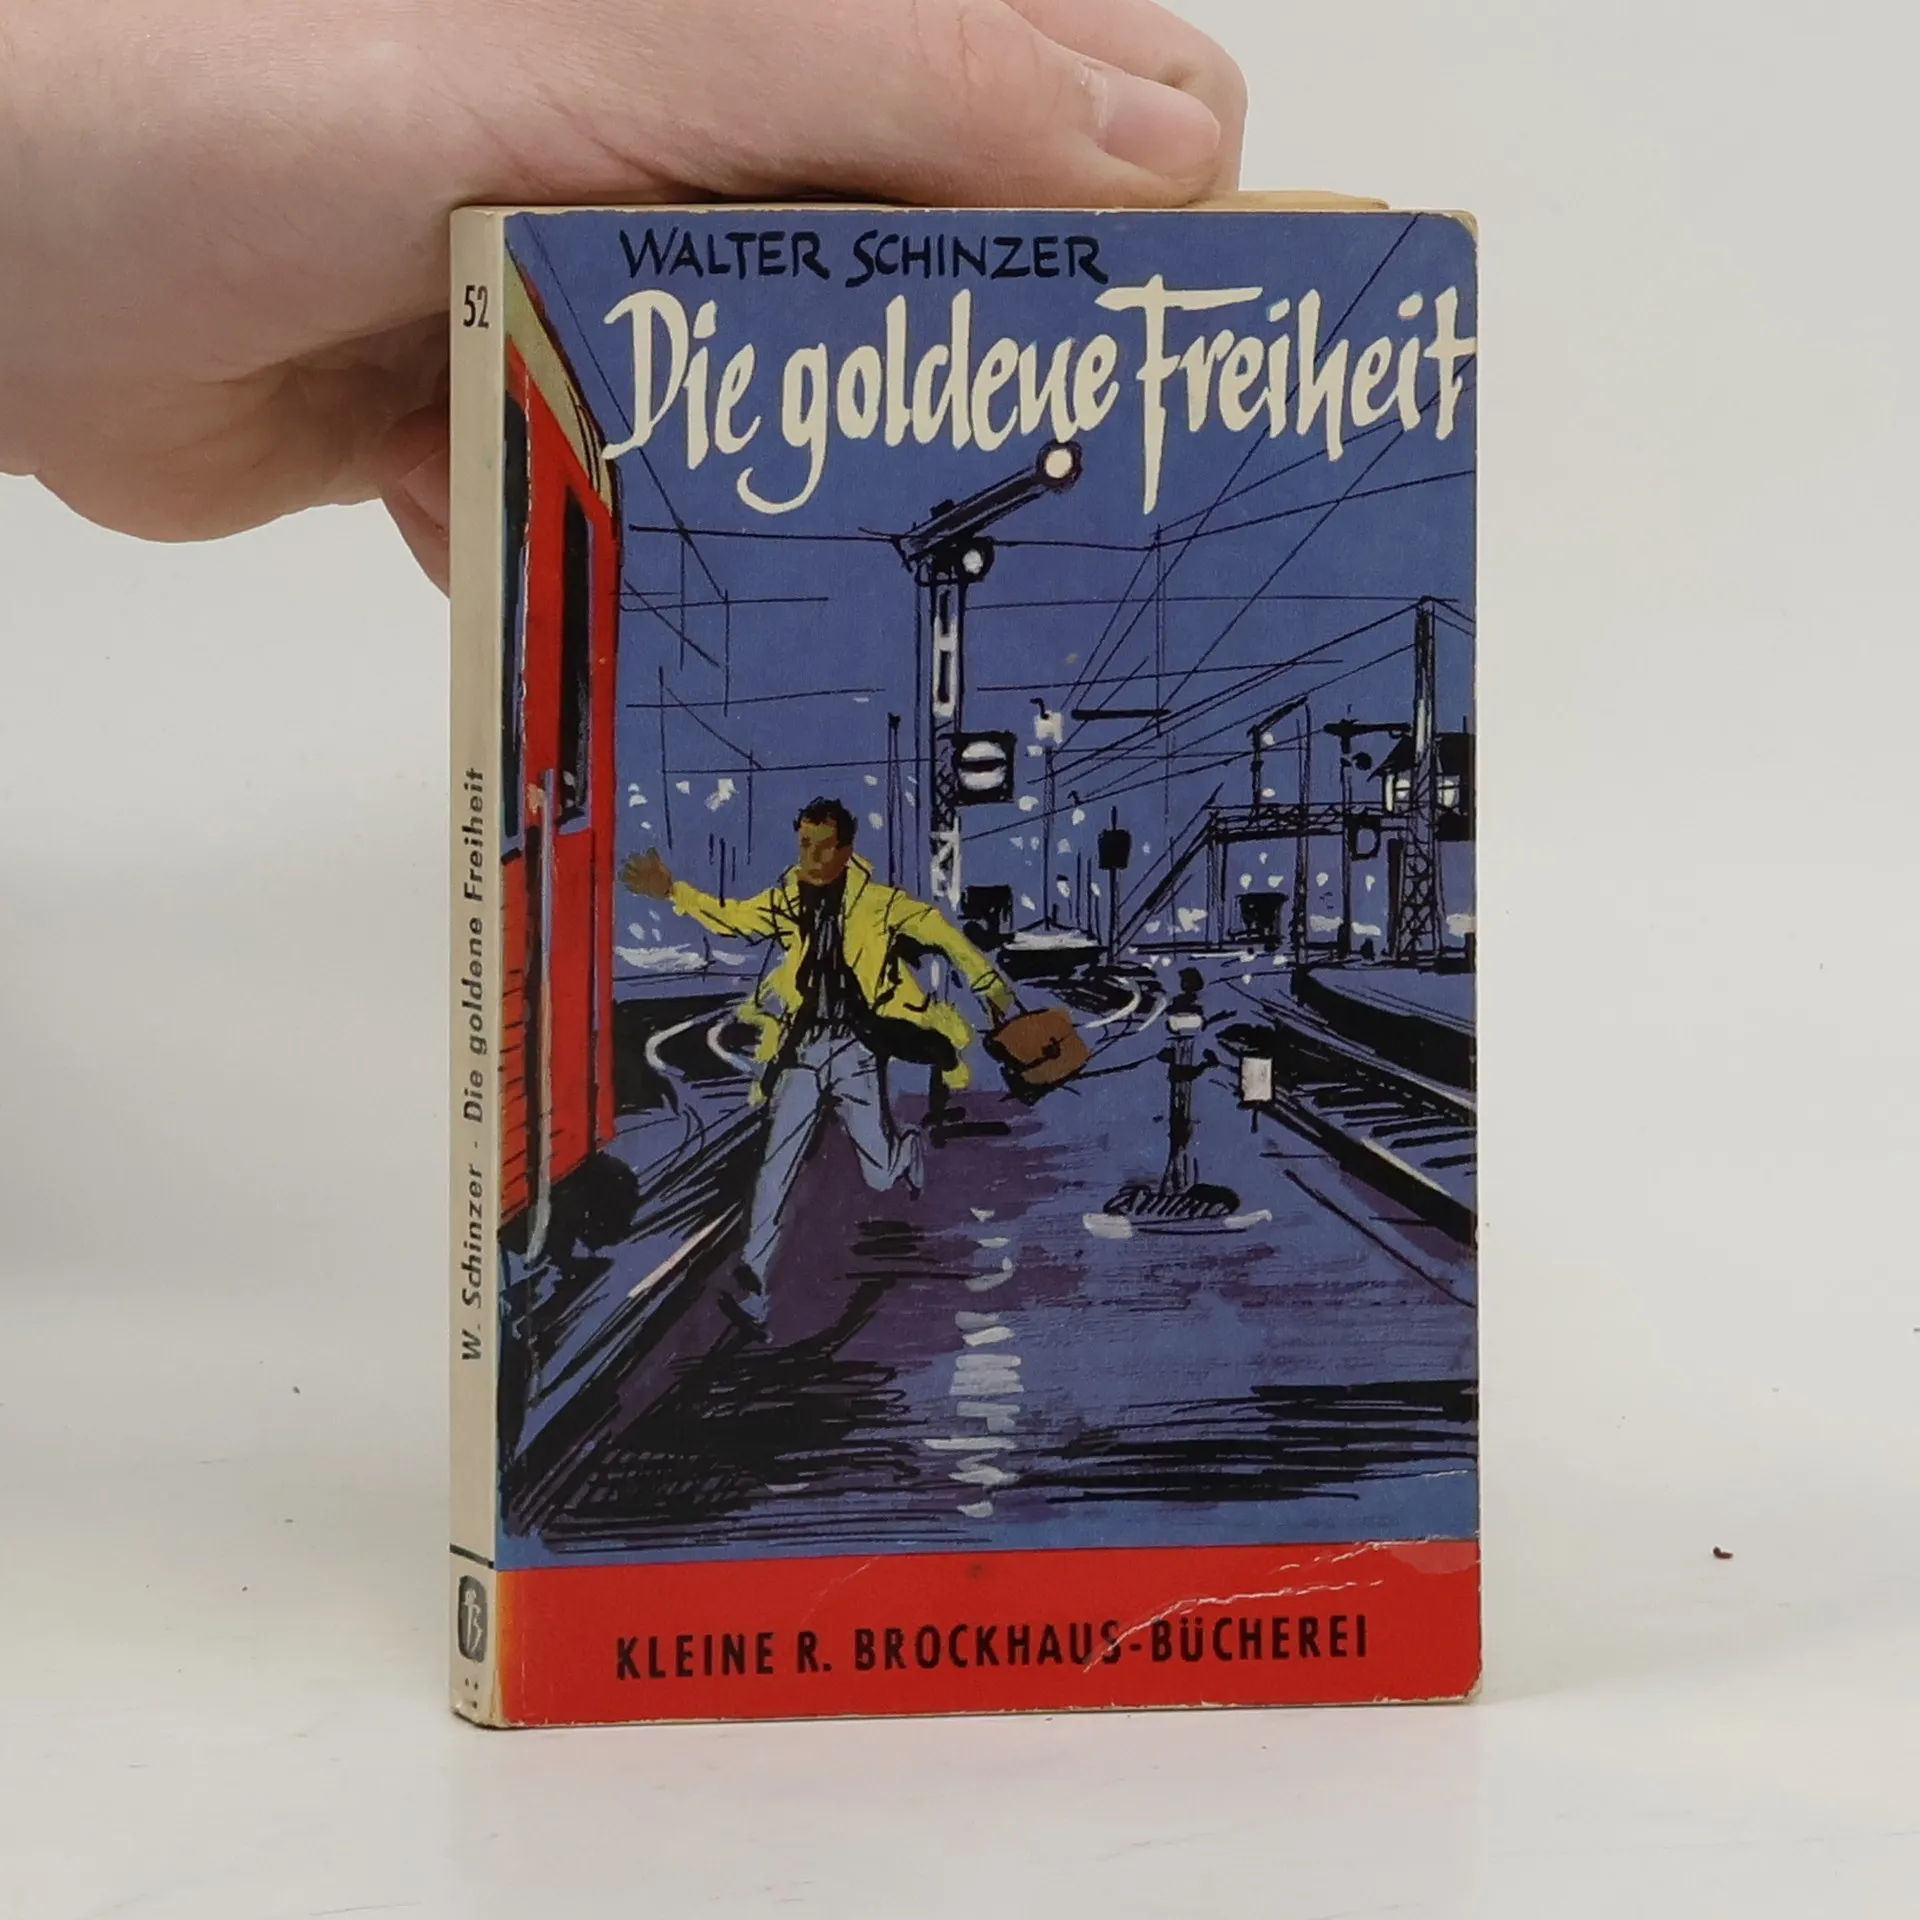 WALTER SCHINZER
Die goldene Freiheit
52
W. Schinzer - Die goldene Freiheit
KLEINE R. BROCKHAUS-BÜCHEREI